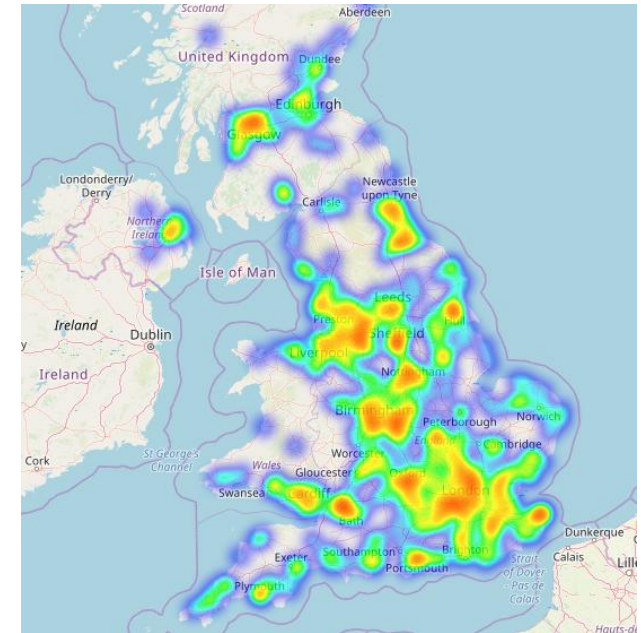 Scotland
Aberdeen
United Kingdom
Dundee
Edinburgh
Glasgow
Londonderry/
Derry
Newcastle
upon Tyne
Carlisle
Northern
Ireland
Isle of Man
Leeds
Preston
Hull
Ireland
Dublin
Sheffield
y
Liverpool
Ireland
Nottingham
Birmingham
Peterborough
Norwich
England
Worcester
Cambridge
Cork
St George's
Channel
Wales
Gloucester
Oxford
Swansea
Cardiff
London
Bath
Dunkerque
Exeter
Southampton
Brighton
Strait
of Dover
- Pas de
Calais
Calais
Lille
Portsmouth
Plymouth
Hauts-de